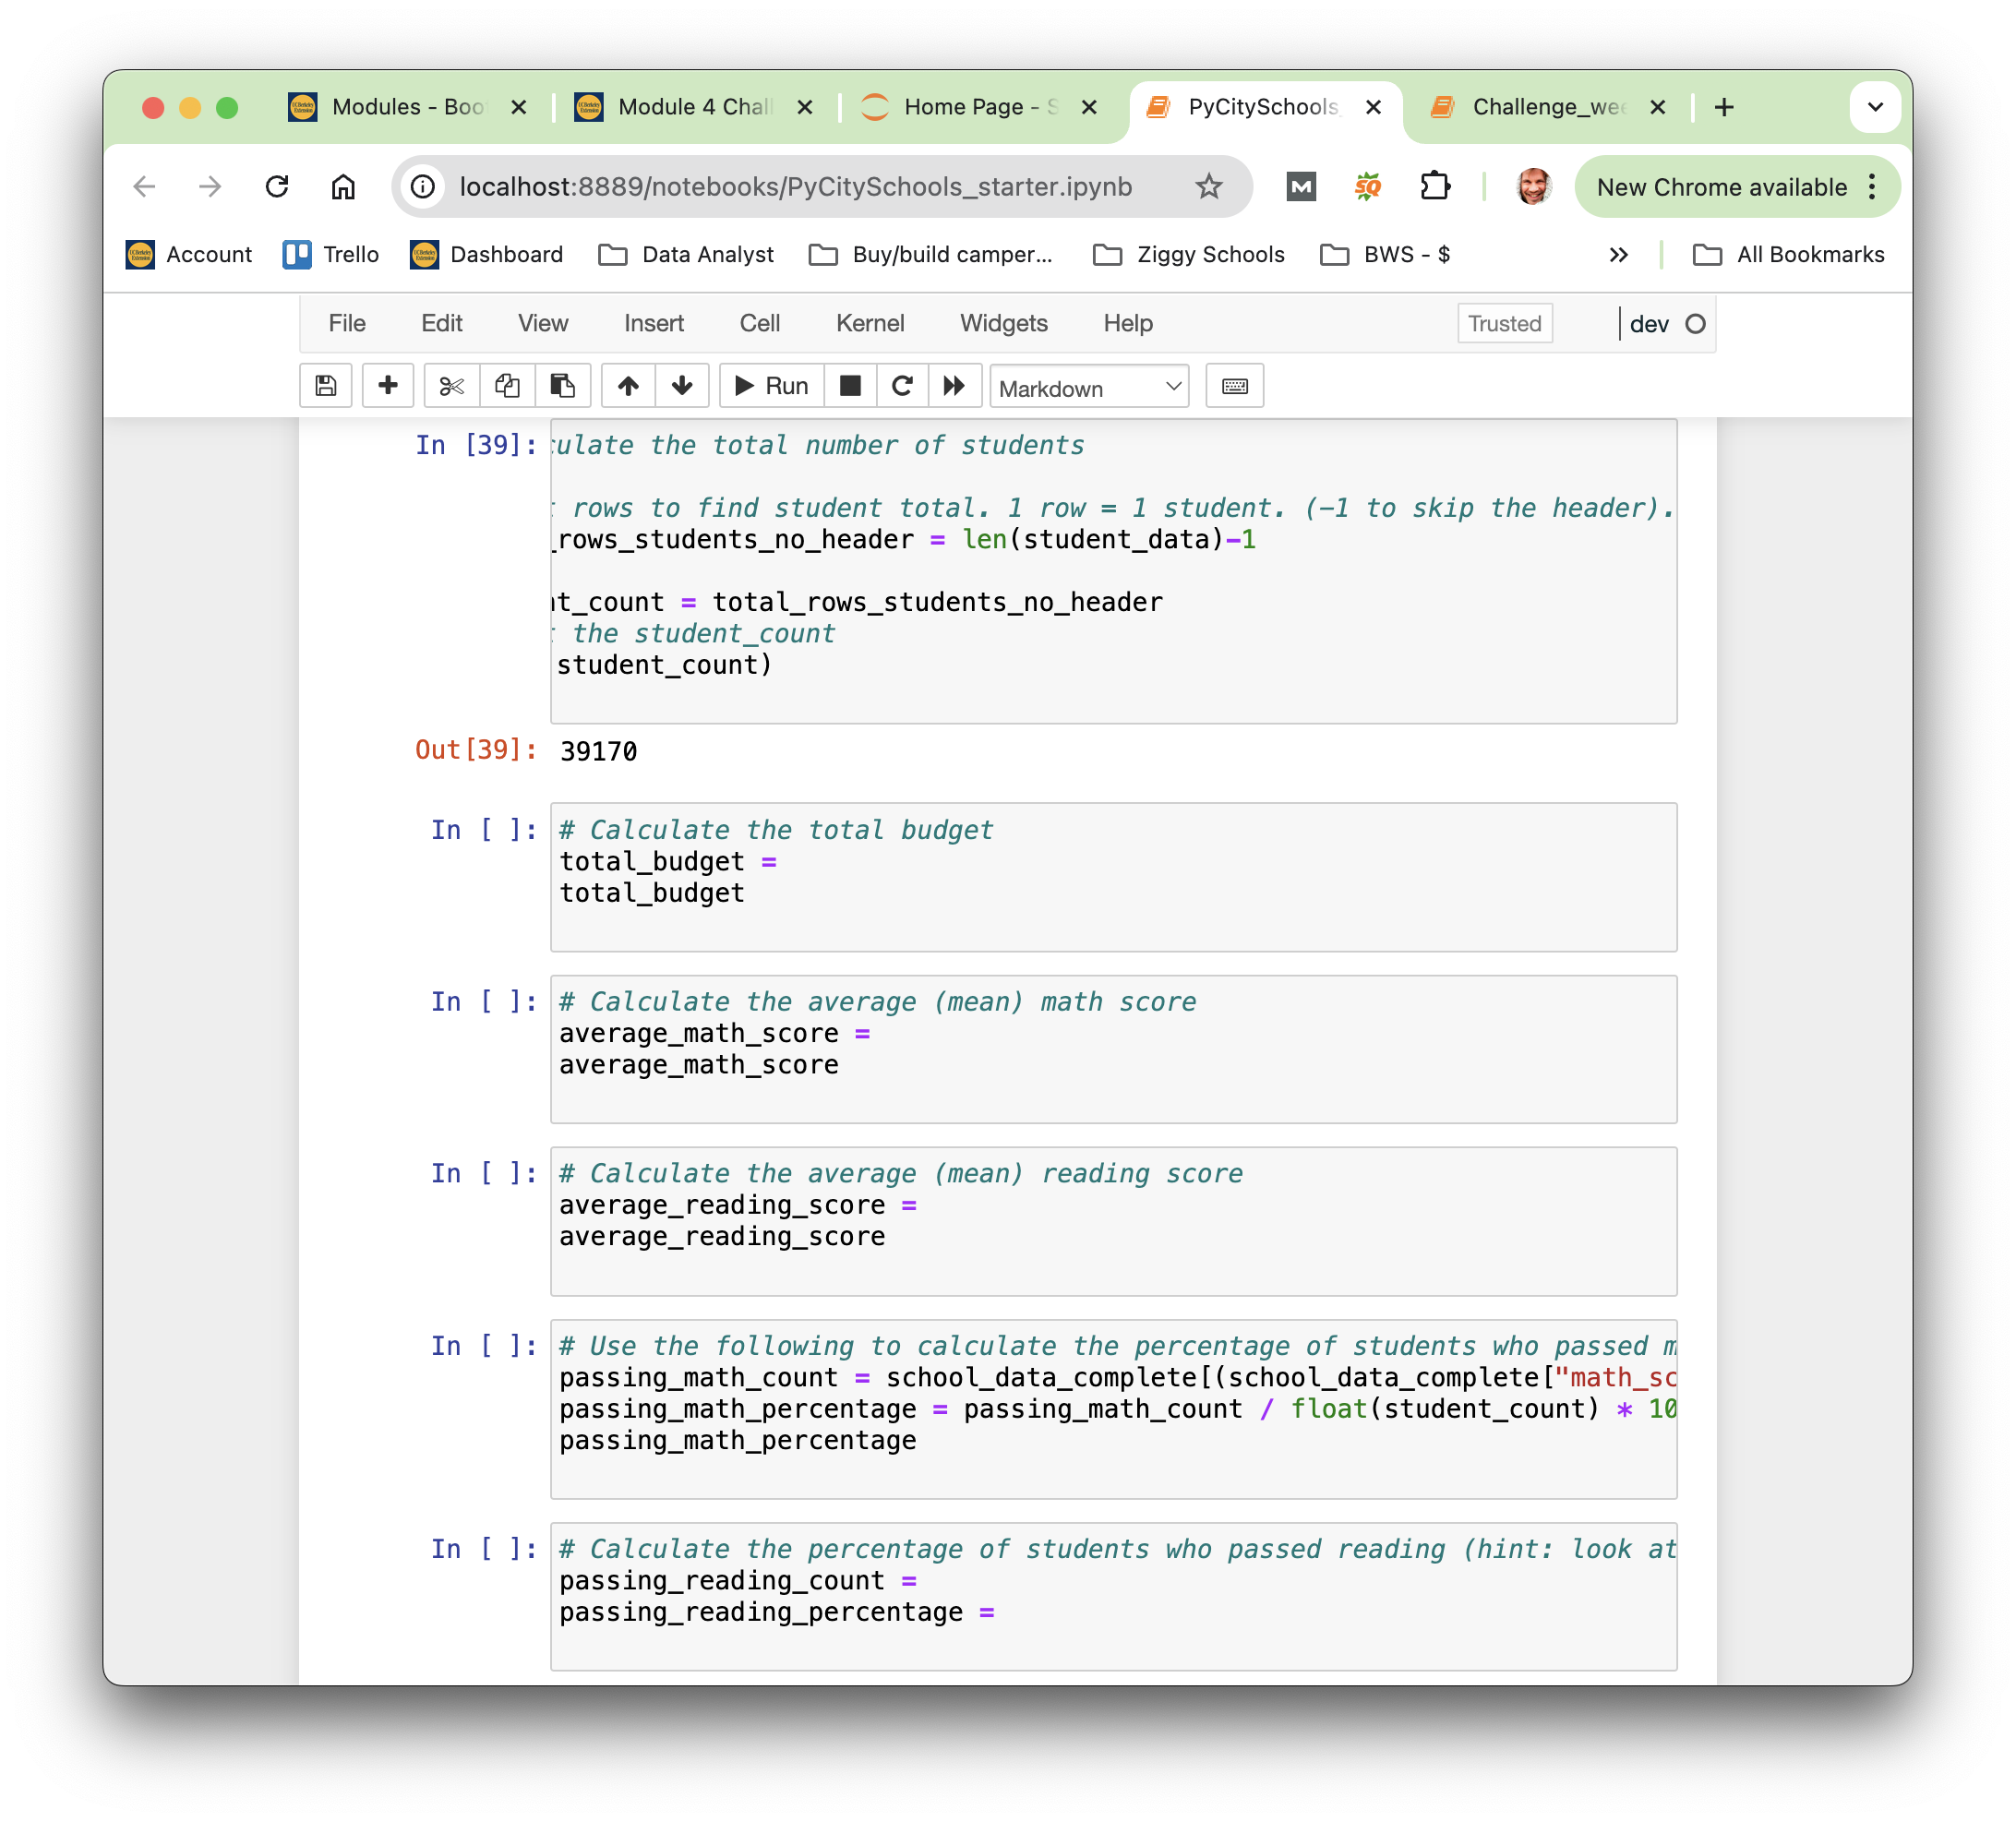 Modules - Boo
Module 4 Chall
Home Page - S
PyCitySchools_
Challenge_wee
localhost:8889/notebooks/PyCitySchools_starter.ipynb
New Chrome available
Account
Trello
Dashboard
Data Analyst
Buy/build camper...
Ziggy Schools
BWS - $
All Bookmarks
File Edit View Insert Cell Kernel Widgets Help
Trusted
dev
Run
Markdown
In [39]:
culate the total number of students
t rows to find student total. 1 row = 1 student. (-1 to skip the header).
_rows_students_no_header = len(student_data)-1
nt_count = total_rows_students_no_header
t the student_count
student_count)
Out[39]: 39170
In [ ]: # Calculate the total budget
total_budget =
total_budget
In [ ]: # Calculate the average (mean) math score
average_math_score =
average_math_score
In [ ]: # Calculate the average (mean) reading score
average_reading_score =
average_reading_score
In [ ]: # Use the following to calculate the percentage of students who passed m
passing_math_count = school_data_complete[(school_data_complete["math_sc
passing_math_percentage = passing_math_count / float(student_count) * 10
passing_math_percentage
In [ ]: # Calculate the percentage of students who passed reading (hint: look at
passing_reading_count =
passing_reading_percentage =